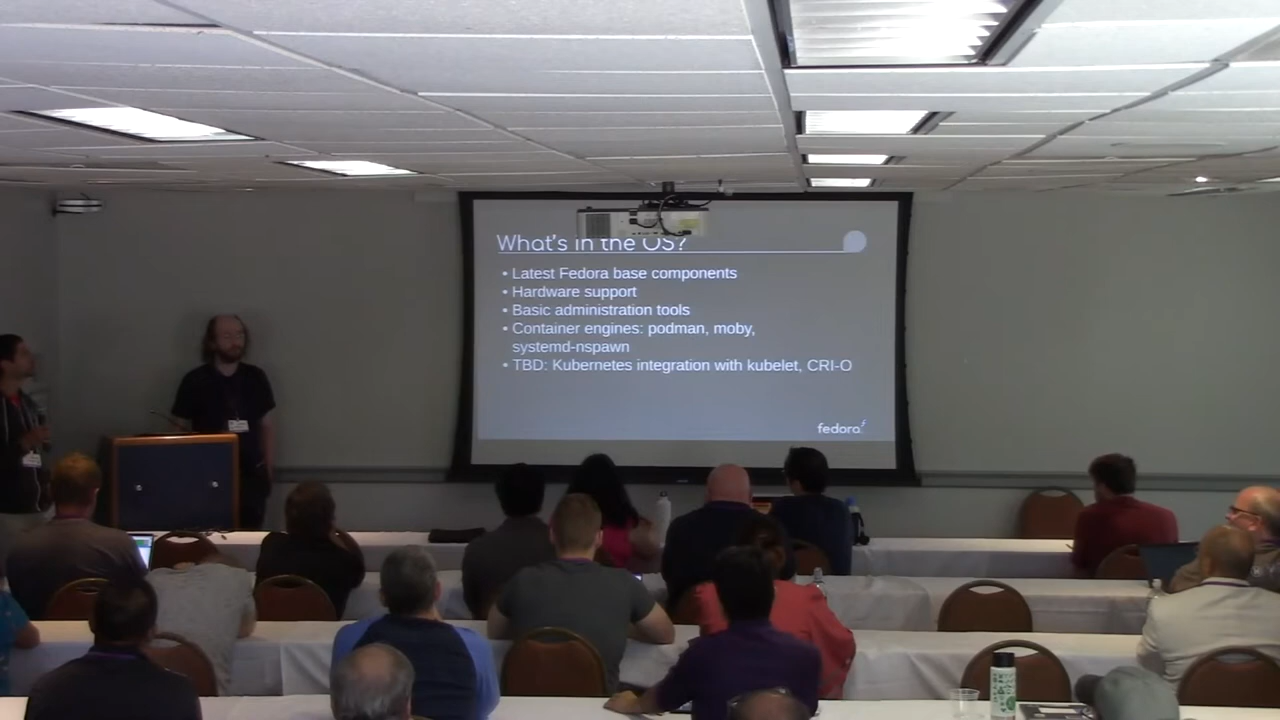 What's in the OS?
• Latest Fedora base components
• Hardware support
• Basic administration tools
• Container engines: podman, moby,
systemd-nspawn
• TBD: Kubernetes integration with kubelet, CRI-O
fedora